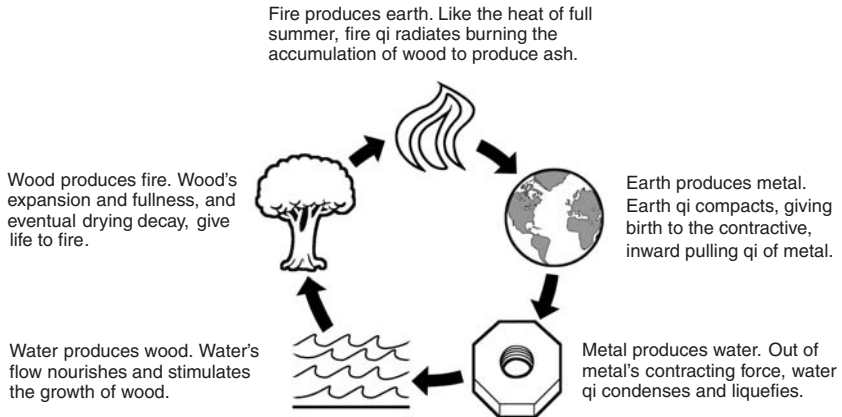 Fire produces earth. Like the heat of full
summer, fire qi radiates burning the
accumulation of wood to produce ash.
Wood produces fire. Wood's
expansion and fullness, and
eventual drying decay, give
life to fire.
Earth produces metal.
Earth qi compacts, giving
birth to the contractive,
inward pulling qi of metal.
Water produces wood. Water's
flow nourishes and stimulates
the growth of wood.
Metal produces water. Out of
metal's contracting force, water
qi condenses and liquefies.